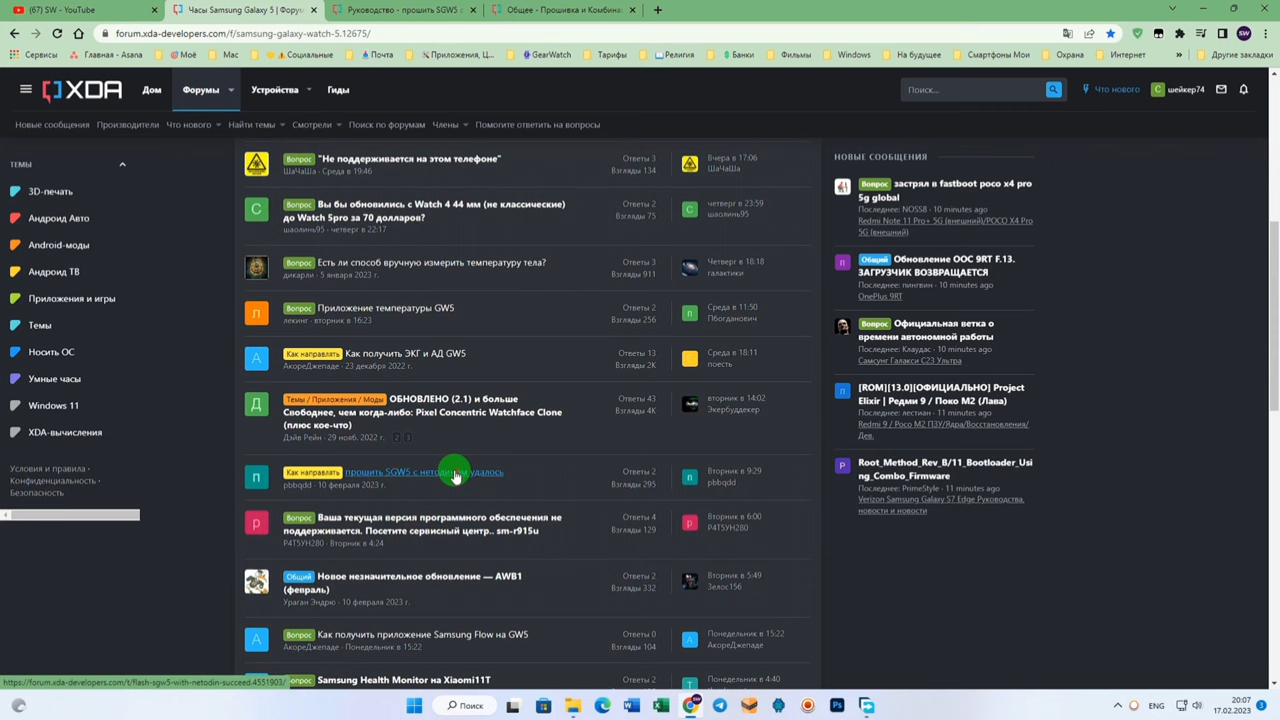 (67) SW - YouTube
Часы Samsung Galaxy 5 | Фору
Руководство - прошить SGW5 с
Общее - Прошивка и Комбина
forum.xda-developers.com/f/samsung-galaxy-watch-5.12675/
Сервисы
Главная - Asana
Моё
Mac
Социальные
Почта
Приложения, Ц...
GearWatch
Тарифы
Религия
Банки
Фильмы
Windows
На будущее
Смартфоны Мои
Охрана
Интернет
Другие закладки
XDA
Дом
Форумы
Устройства
Гиды
Поиск...
Что нового
С
шейкер74
Новые сообщения
Производители
Что нового
Найти темы
Смотрели
Поиск по форумам
Члены
Помогите ответить на вопросы
ТЕМЫ
3D-печать
Андроид Авто
Android-моды
Андроид ТВ
Приложения и игры
Темы
Носить ОС
Умные часы
Windows 11
XDA-вычисления
Условия и правила ·
Конфиденциальность ·
Безопасность
Вопрос "Не поддерживается на этом телефоне"
ШаЧаШа · Среда в 19:46
Ответы 3
Взгляды 134
Вчера в 17:06
ШаЧаШа
С
Вопрос Вы бы обновились с Watch 4 44 мм (не классические)
до Watch 5pro за 70 долларов?
шаолинь95 · четверг в 22:17
Ответы 2
Взгляды 75
С
четверг в 23:59
шаолинь95
Вопрос Есть ли способ вручную измерить температуру тела?
дикарли · 5 января 2023 г.
Ответы 3
Взгляды 911
Четверг в 18:18
галактики
Л
Вопрос Приложение температуры GW5
лекинг · вторник в 16:23
Ответы 2
Взгляды 256
П
Среда в 11:50
Пбогданович
А
Как направлять Как получить ЭКГ и АД GW5
АкореДжепаде · 23 декабря 2022 г.
Ответы 13
Взгляды 2K
Среда в 18:11
поесть
Д
Темы / Приложения / Моды ОБНОВЛЕНО (2.1) и больше
Свободнее, чем когда-либо: Pixel Concentric Watchface Clone
(плюс кое-что)
Дэйв Рейн · 29 нояб. 2022 г. 2 3
Ответы 43
Взгляды 4K
вторник в 14:02
Экербуддекер
П
Как направлять прошить SGW5 с нетодином удалось
pbbqdd · 10 февраля 2023 г.
Ответы 2
Взгляды 295
П
Вторник в 9:29
pbbqdd
Р
Вопрос Ваша текущая версия программного обеспечения не
поддерживается. Посетите сервисный центр.. sm-r915u
Р4Т5УН280 · Вторник в 4:24
Ответы 4
Взгляды 129
Р
Вторник в 6:00
Р4Т5УН280
Общий Новое незначительное обновление — AWB1
(февраль)
Ураган Эндрю · 10 февраля 2023 г.
Ответы 2
Взгляды 332
Вторник в 5:49
Зелос156
А
Вопрос Как получить приложение Samsung Flow на GW5
АкореДжепаде · Понедельник в 15:22
Ответы 0
Взгляды 104
А
Понедельник в 15:22
АкореДжепаде
Вопрос Samsung Health Monitor на Xiaomi11T
Ответы 2
Понедельник в 4:40
НОВЫЕ СООБЩЕНИЯ
Вопрос застрял в fastboot poco x4 pro
5g global
Последнее: NOSS8 · 10 minutes ago
Redmi Note 11 Pro+ 5G (внешний)/POCO X4 Pro
5G (внешний)
П
Общий Обновление OOC 9RT F.13.
ЗАГРУЗЧИК ВОЗВРАЩАЕТСЯ
Последнее: пингвин · 10 minutes ago
OnePlus 9RT
Вопрос Официальная ветка о
времени автономной работы
Последнее: Клаудас · 10 minutes ago
Самсунг Галакси С23 Ультра
Л
[ROM][13.0][ОФИЦИАЛЬНО] Project
Elixir | Редми 9 / Поко М2 (Лава)
Последнее: лестиан · 11 minutes ago
Redmi 9 / Poco M2 ПЗУ/Ядра/Восстановления/
Дев.
P
Root_Method_Rev_B/11_Bootloader_Usi
ng_Combo_Firmware
Последнее: PrimeStyle · 11 minutes ago
Verizon Samsung Galaxy S7 Edge Руководства,
новости и новости
https://forum.xda-developers.com/t/flash-sgw5-with-netodin-succeed.4551903/
Поиск
20:07
17.02.2023
3